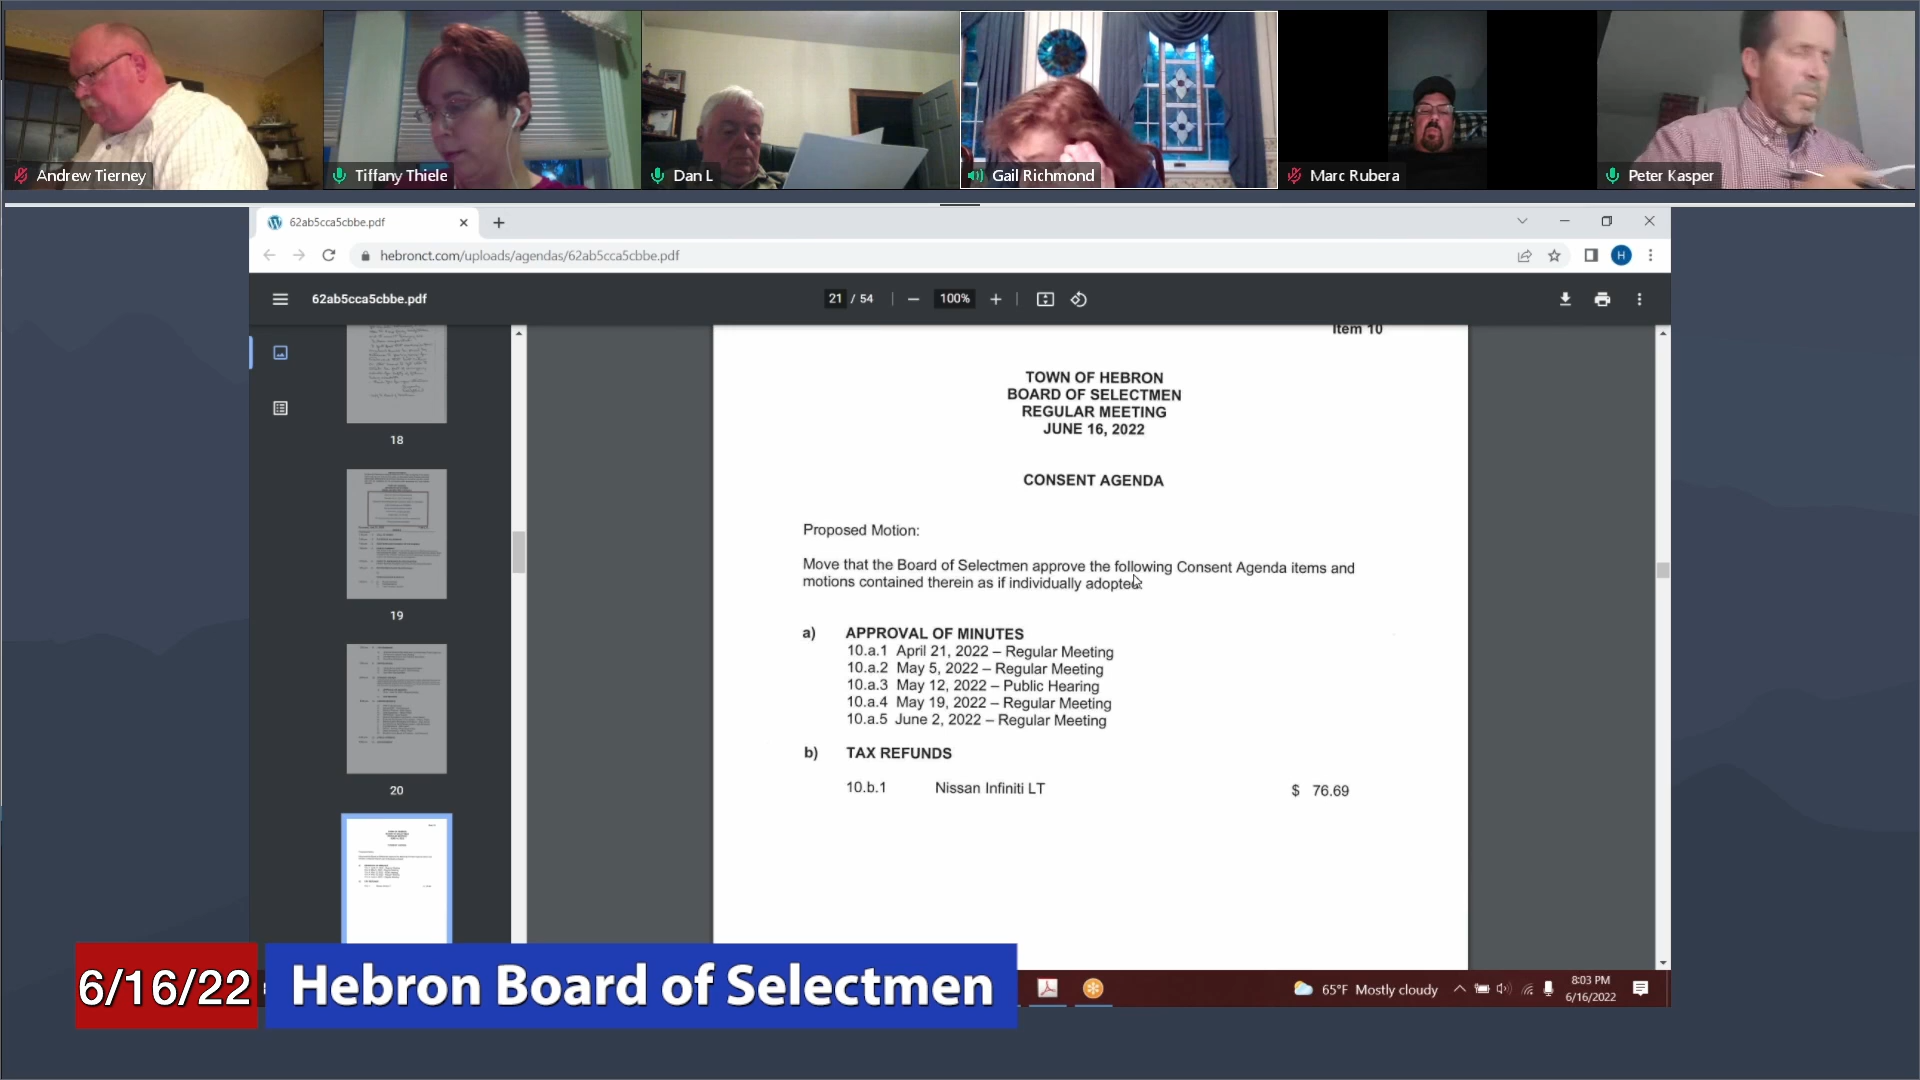 Andrew Tierney
Tiffany Thiele
Dan L
Gail Richmond
Marc Rubera
Peter Kasper
62ab5cca5cbbe.pdf
hebronct.com/uploads/agendas/62ab5cca5cbbe.pdf
H
62ab5cca5cbbe.pdf
21 / 54
100%
18
19
20
Item 10
TOWN OF HEBRON
BOARD OF SELECTMEN
REGULAR MEETING
JUNE 16, 2022
CONSENT AGENDA
Proposed Motion:
Move that the Board of Selectmen approve the following Consent Agenda items and
motions contained therein as if individually adopted:
a) APPROVAL OF MINUTES
10.a.1 April 21, 2022 – Regular Meeting
10.a.2 May 5, 2022 – Regular Meeting
10.a.3 May 12, 2022 – Public Hearing
10.a.4 May 19, 2022 – Regular Meeting
10.a.5 June 2, 2022 – Regular Meeting
b) TAX REFUNDS
10.b.1 Nissan Infiniti LT $ 76.69
6/16/22
Hebron Board of Selectmen
65°F Mostly cloudy
8:03 PM
6/16/2022